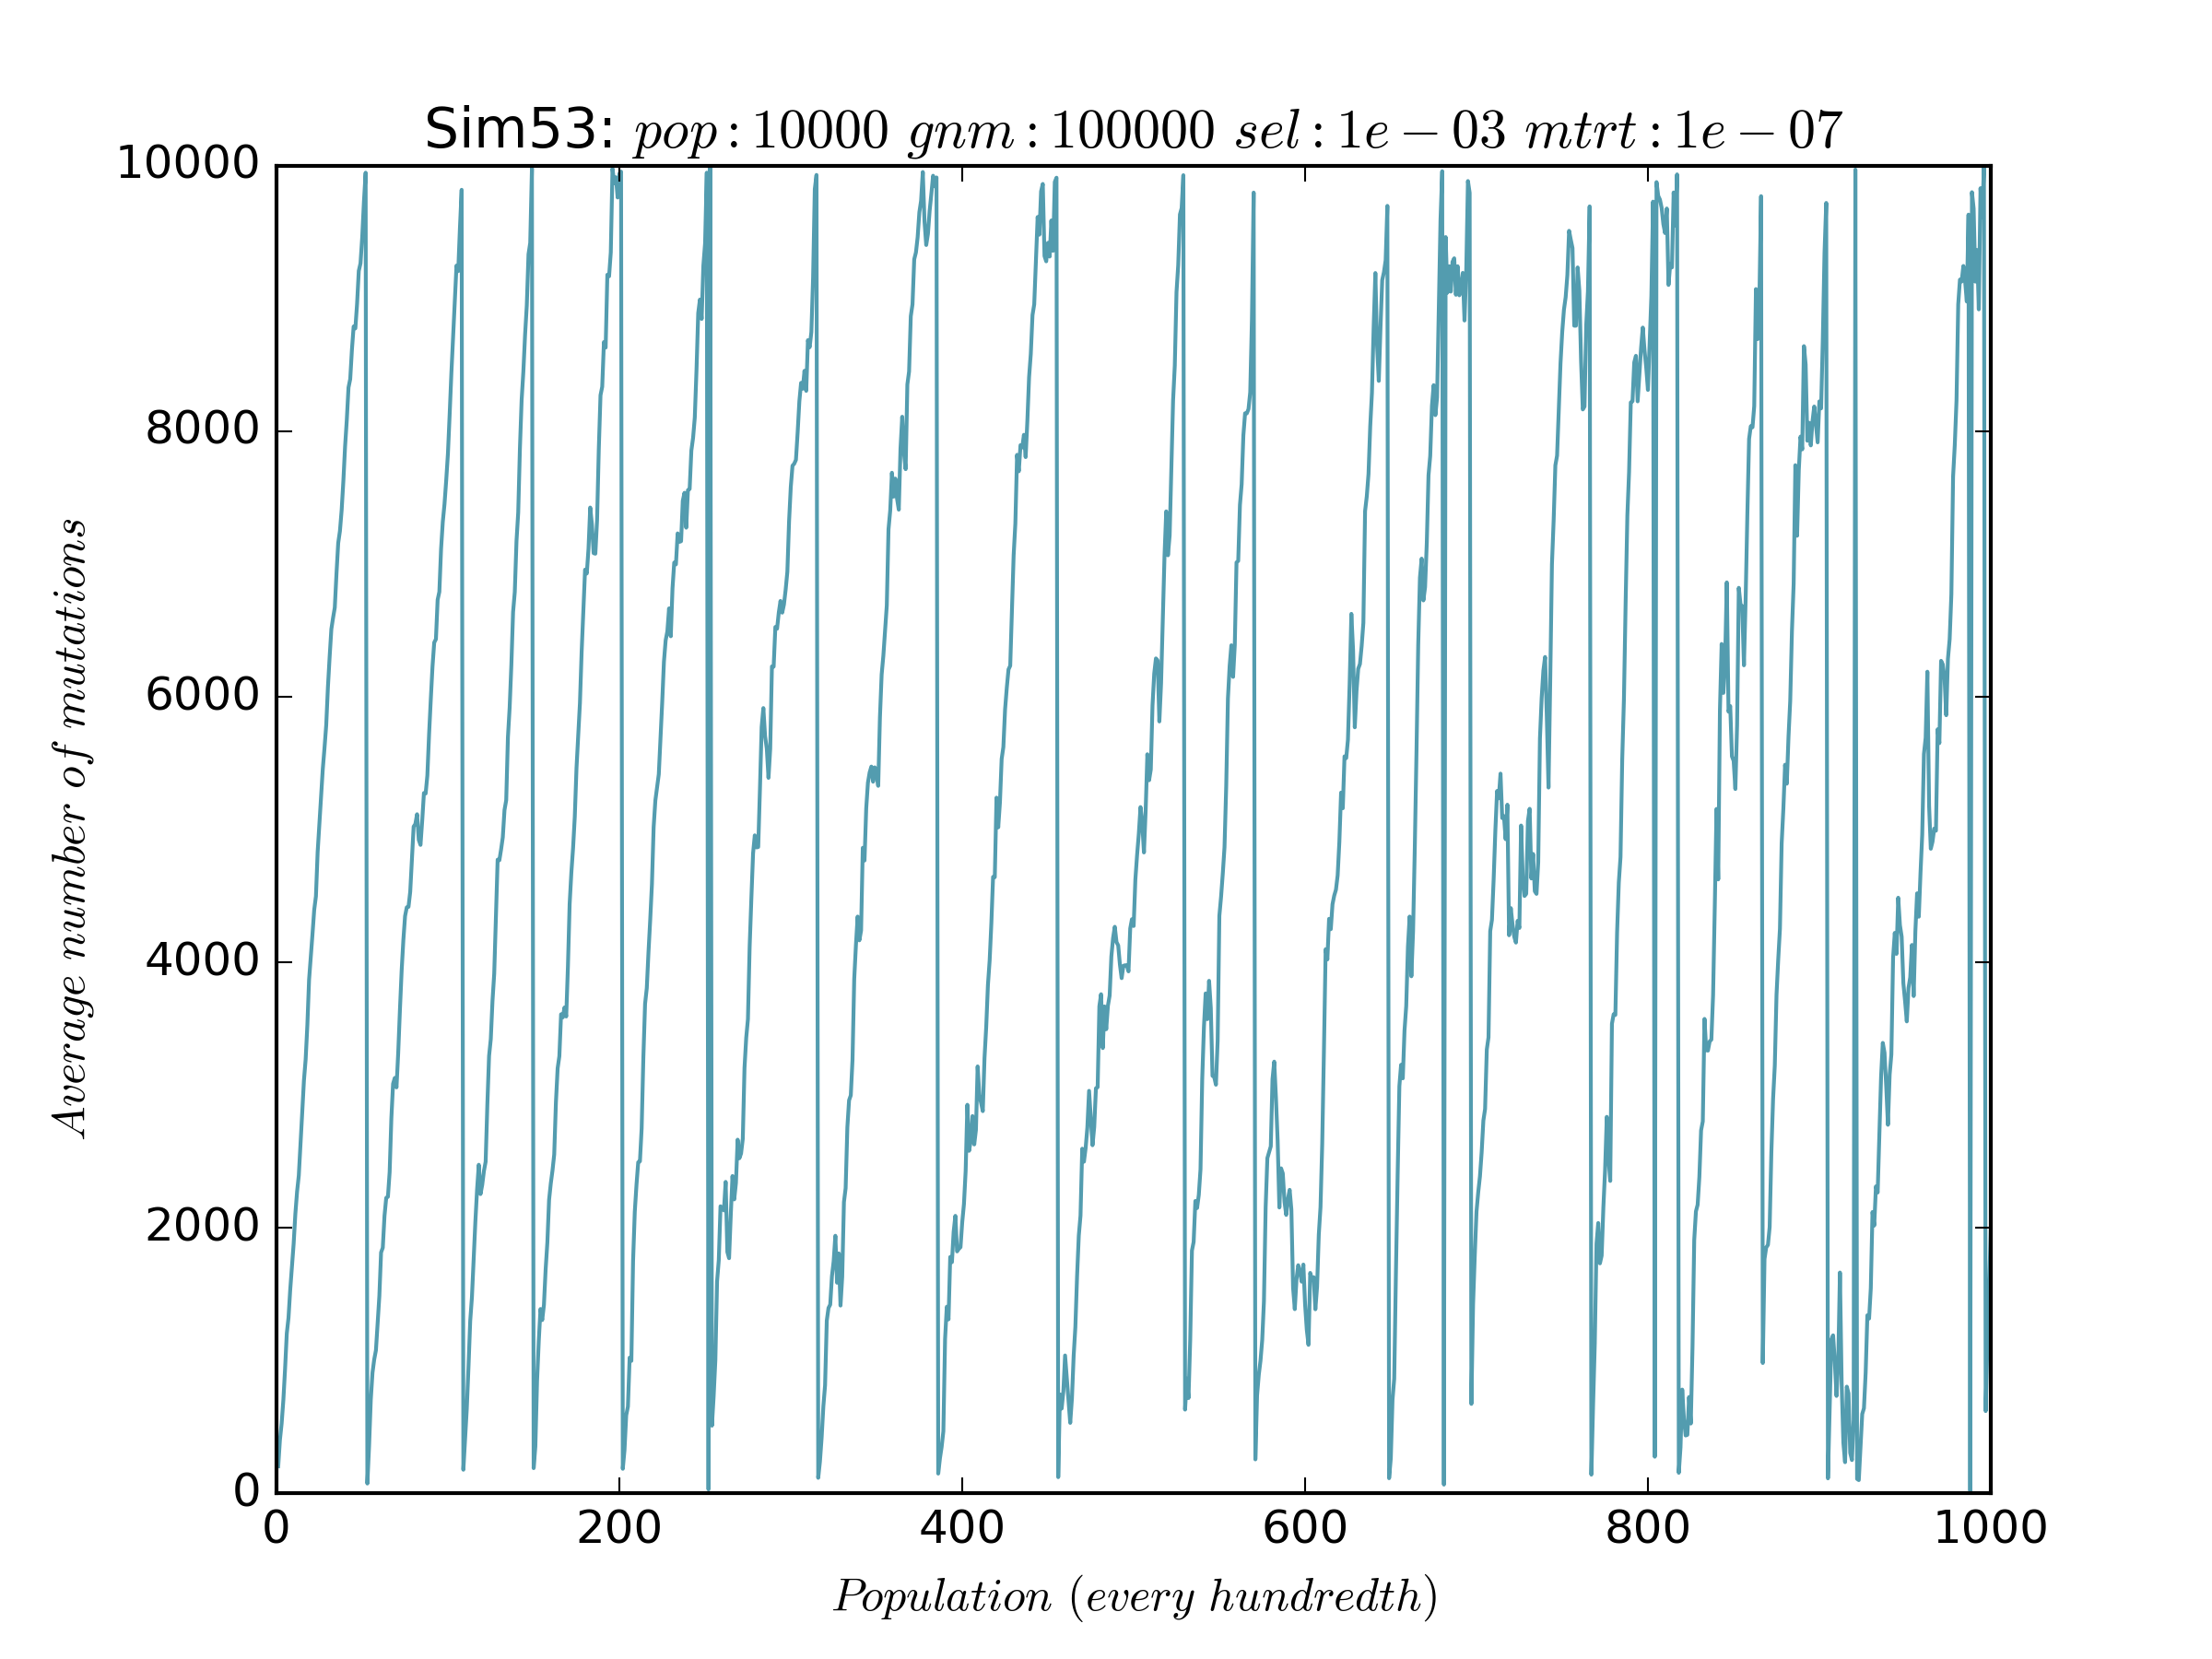 Sim53: pop : 10000 gnm : 100000 sel : 1e − 03 mtrt : 1e − 07
10000
8000
6000
4000
2000
0
Average number of mutations
0 200 400 600 800 1000
Population (every hundredth)